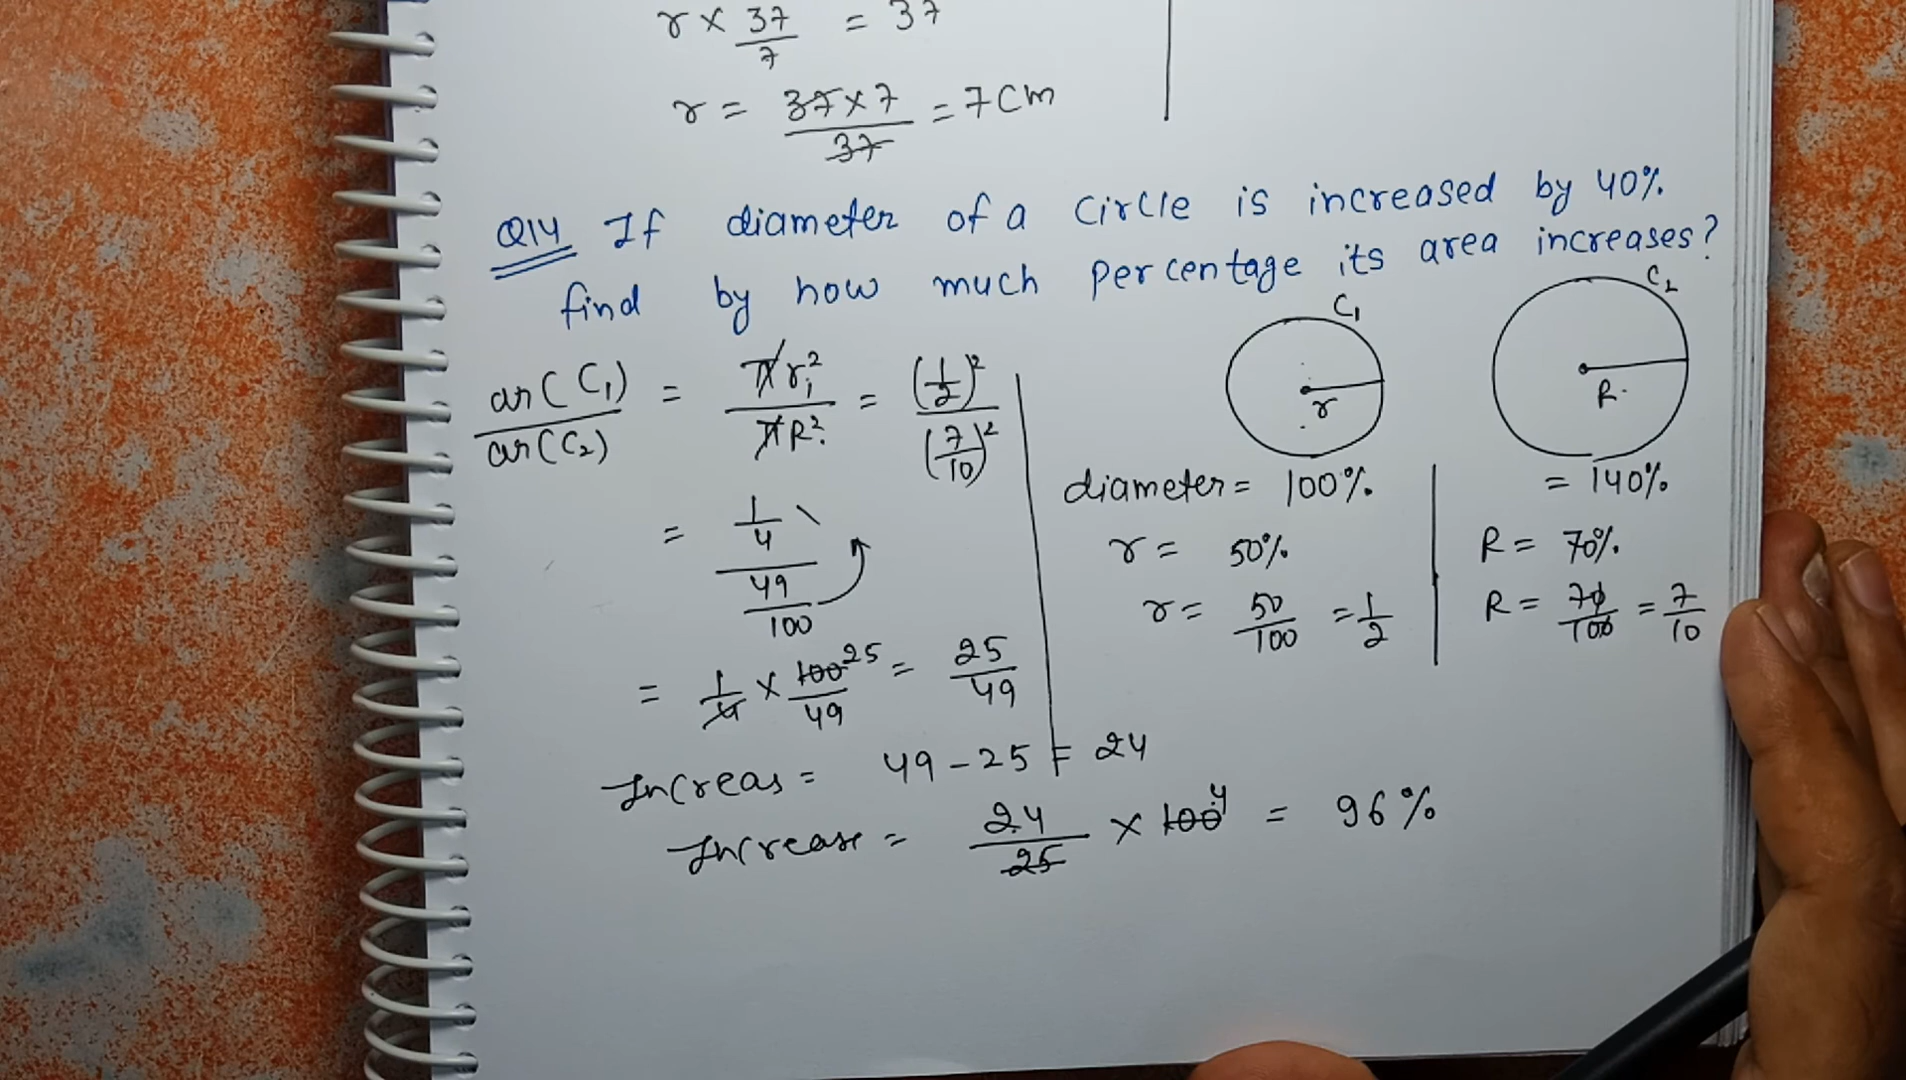 r × 37/7 = 37
r = 37×7/37 = 7Cm
Q14 If diameter of a circle is increased by 40%.
find by how much percentage its area increases?
C₁
C₂
r
R.
ar(C₁)/ar(C₂) = πr₁²/πR². = (1/2)²/(7/10)²
= 1/4 / 49/100
= 1/4 × 100/49 25 = 25/49
diameter = 100%.
= 140%.
r = 50%.
R = 70%.
r = 50/100 = 1/2
R = 70/100 = 7/10
Increas = 49 - 25 = 24
Increase = 24/25 × 100 4 = 96%